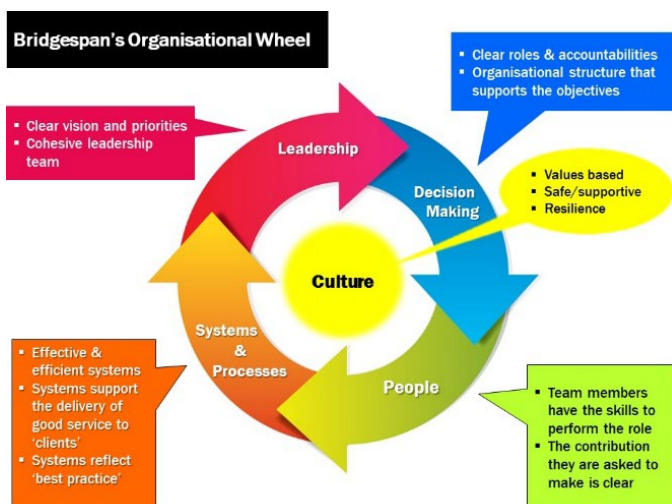 Bridgespan's Organisational Wheel
▪ Clear roles & accountabilities
▪ Organisational structure that
supports the objectives
▪ Clear vision and priorities
▪ Cohesive leadership
team
Leadership
Decision
Making
▪ Values based
▪ Safe/supportive
▪ Resilience
Culture
Systems
&
Processes
People
▪ Effective &
efficient systems
▪ Systems support
the delivery of
good service to
'clients'
▪ Systems reflect
'best practice'
▪ Team members
have the skills to
perform the role
▪ The contribution
they are asked to
make is clear